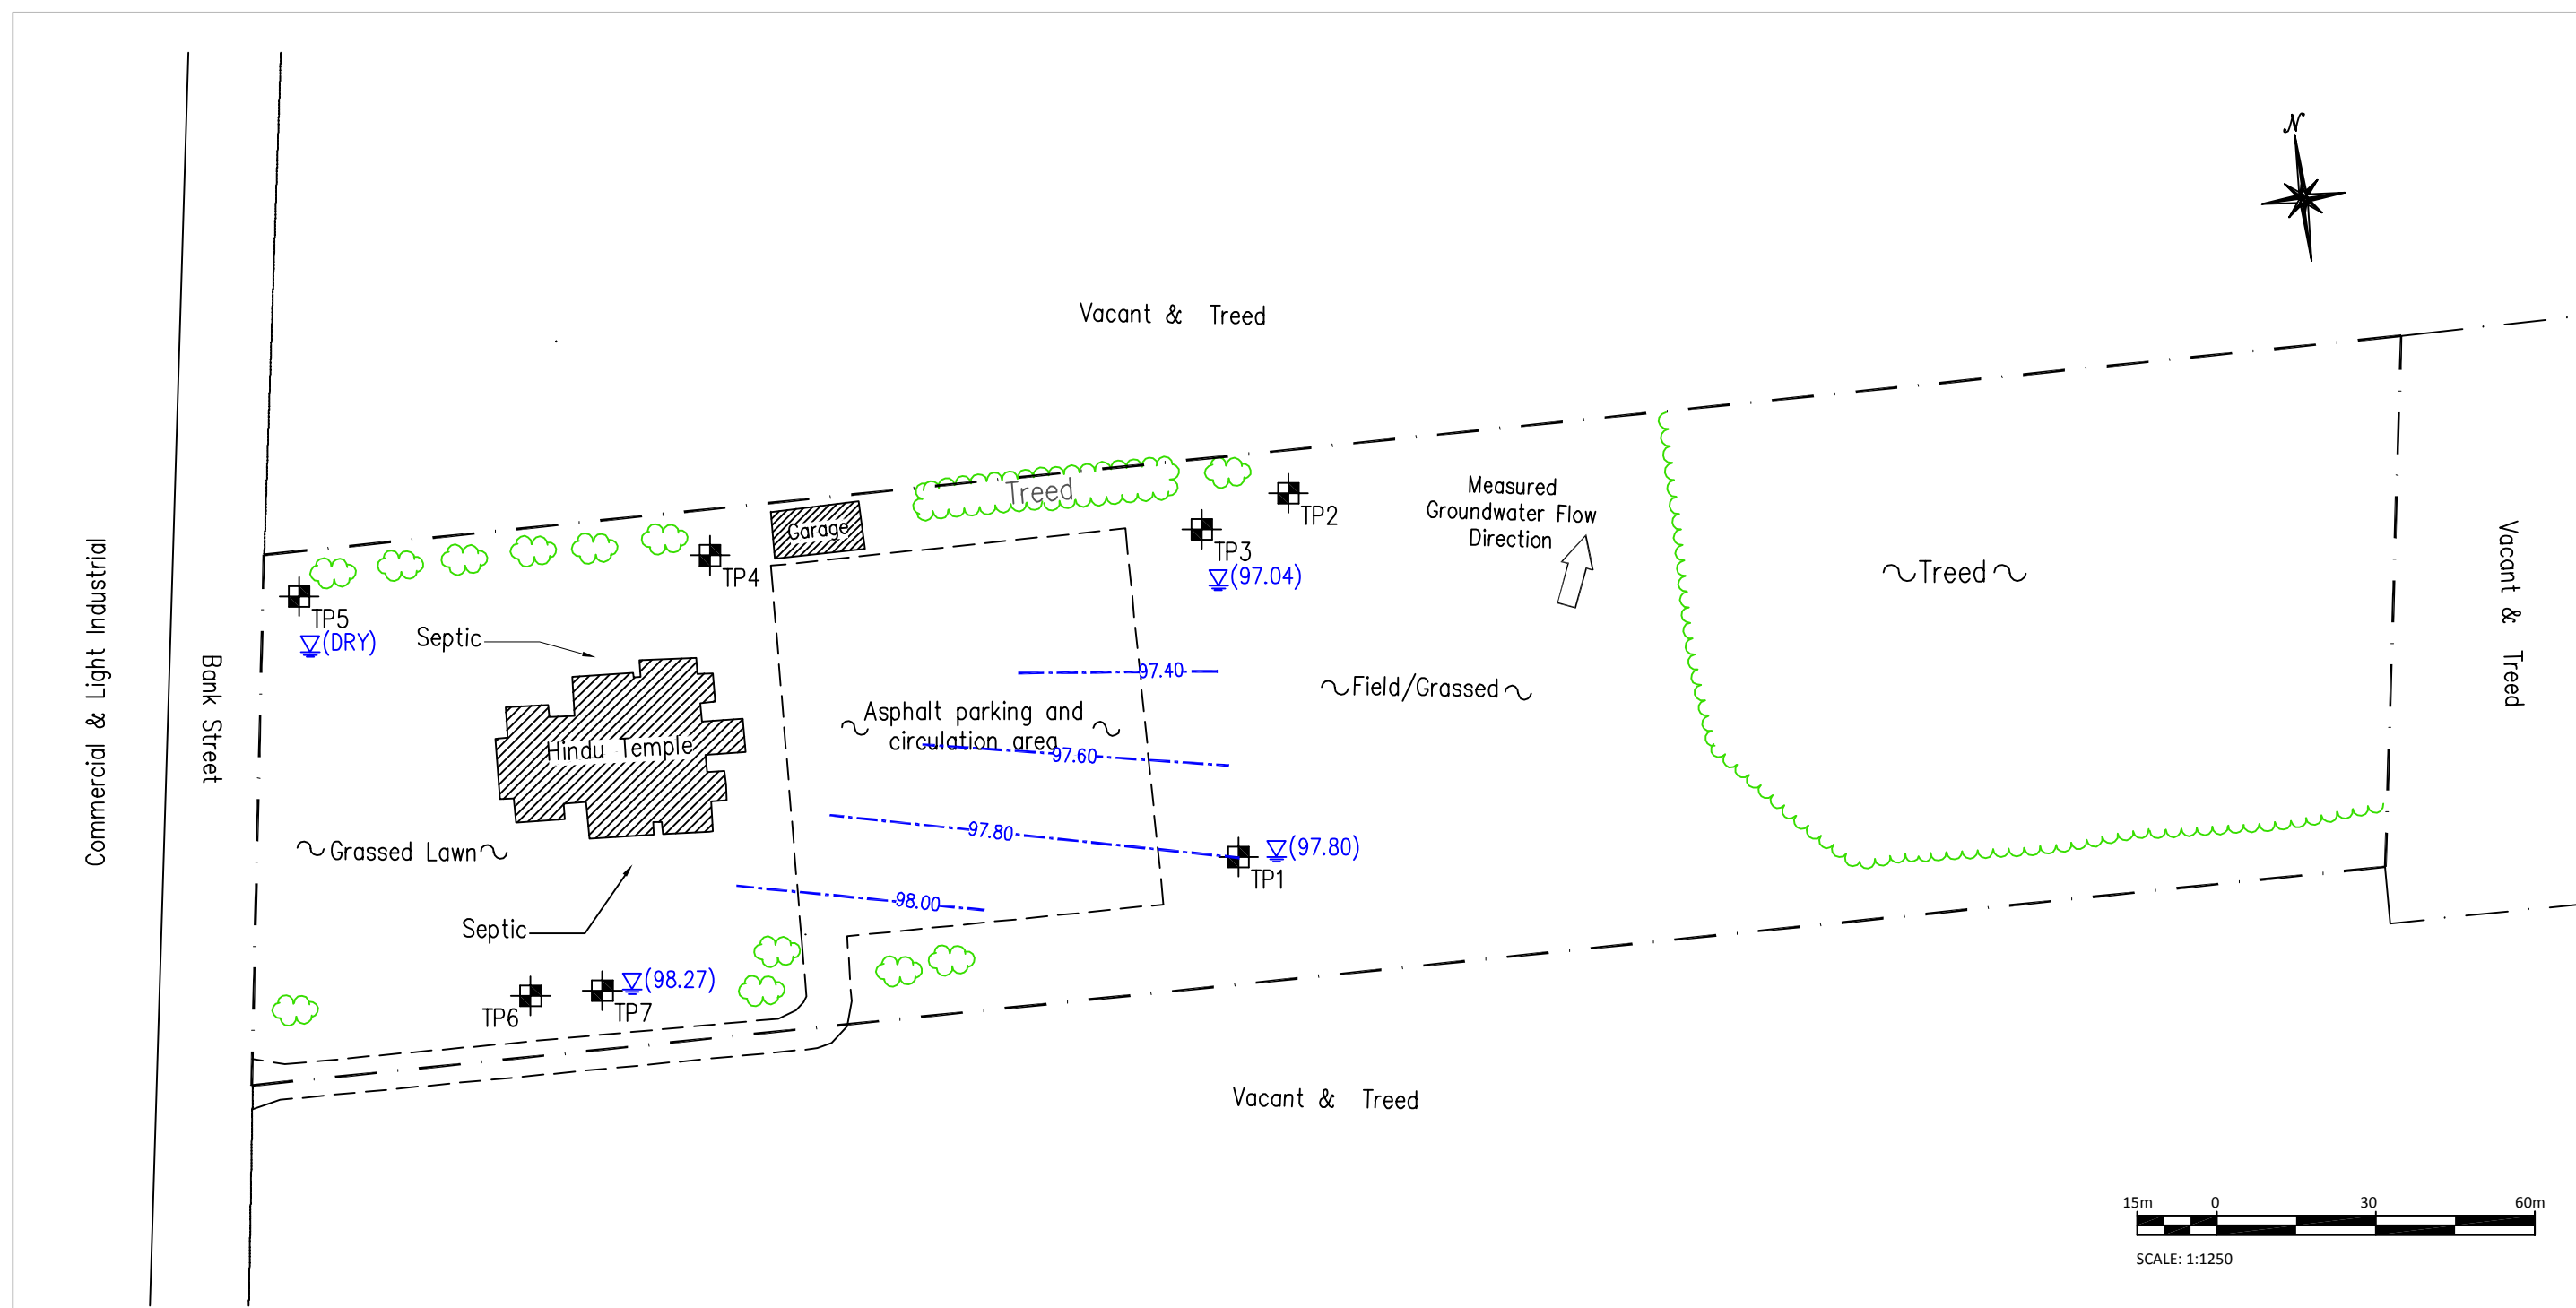 N
Vacant & Treed
Commercial & Light Industrial
Bank Street
Garage
Treed
TP2
TP3
(97.04)
Measured
Groundwater Flow
Direction
TP4
TP5
(DRY)
Septic
Treed
Vacant & Treed
97.40
Field/Grassed
Asphalt parking and
circulation area
97.60
Hindu Temple
97.80
(97.80)
TP1
Grassed Lawn
98.00
Septic
(98.27)
TP6
TP7
Vacant & Treed
15m 0 30 60m
SCALE: 1:1250